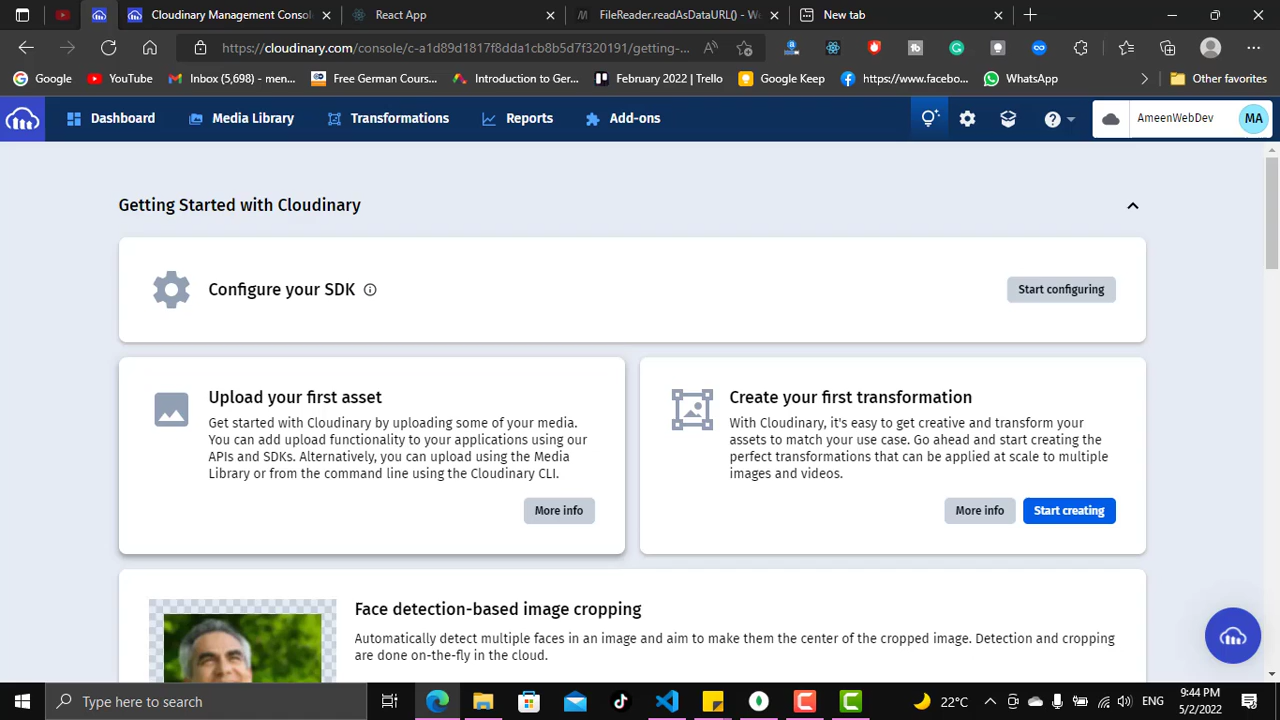 Cloudinary Management Consol
React App
FileReader.readAsDataURL() - We
New tab
https://cloudinary.com/console/c-a1d89d1817f8dda1cb8b5d7f320191/getting-...
Google
YouTube
Inbox (5,698) - men...
Free German Cours...
Introduction to Ger...
February 2022 | Trello
Google Keep
https://www.facebo...
WhatsApp
Other favorites
Dashboard
Media Library
Transformations
Reports
Add-ons
AmeenWebDev
MA
Getting Started with Cloudinary
Configure your SDK
Start configuring
Upload your first asset
Get started with Cloudinary by uploading some of your media.
You can add upload functionality to your applications using our
APIs and SDKs. Alternatively, you can upload using the Media
Library or from the command line using the Cloudinary CLI.
More info
Create your first transformation
With Cloudinary, it's easy to get creative and transform your
assets to match your use case. Go ahead and start creating the
perfect transformations that can be applied at scale to multiple
images and videos.
More info
Start creating
Face detection-based image cropping
Automatically detect multiple faces in an image and aim to make them the center of the cropped image. Detection and cropping
are done on-the-fly in the cloud.
Type here to search
22°C
ENG
9:44 PM
5/2/2022